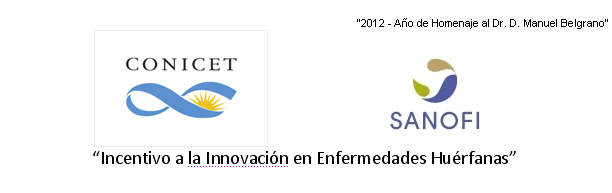 "2012 - Año de Homenaje al Dr. D. Manuel Belgrano"
CONICET
SANOFI
“Incentivo a la Innovación en Enfermedades Huérfanas”